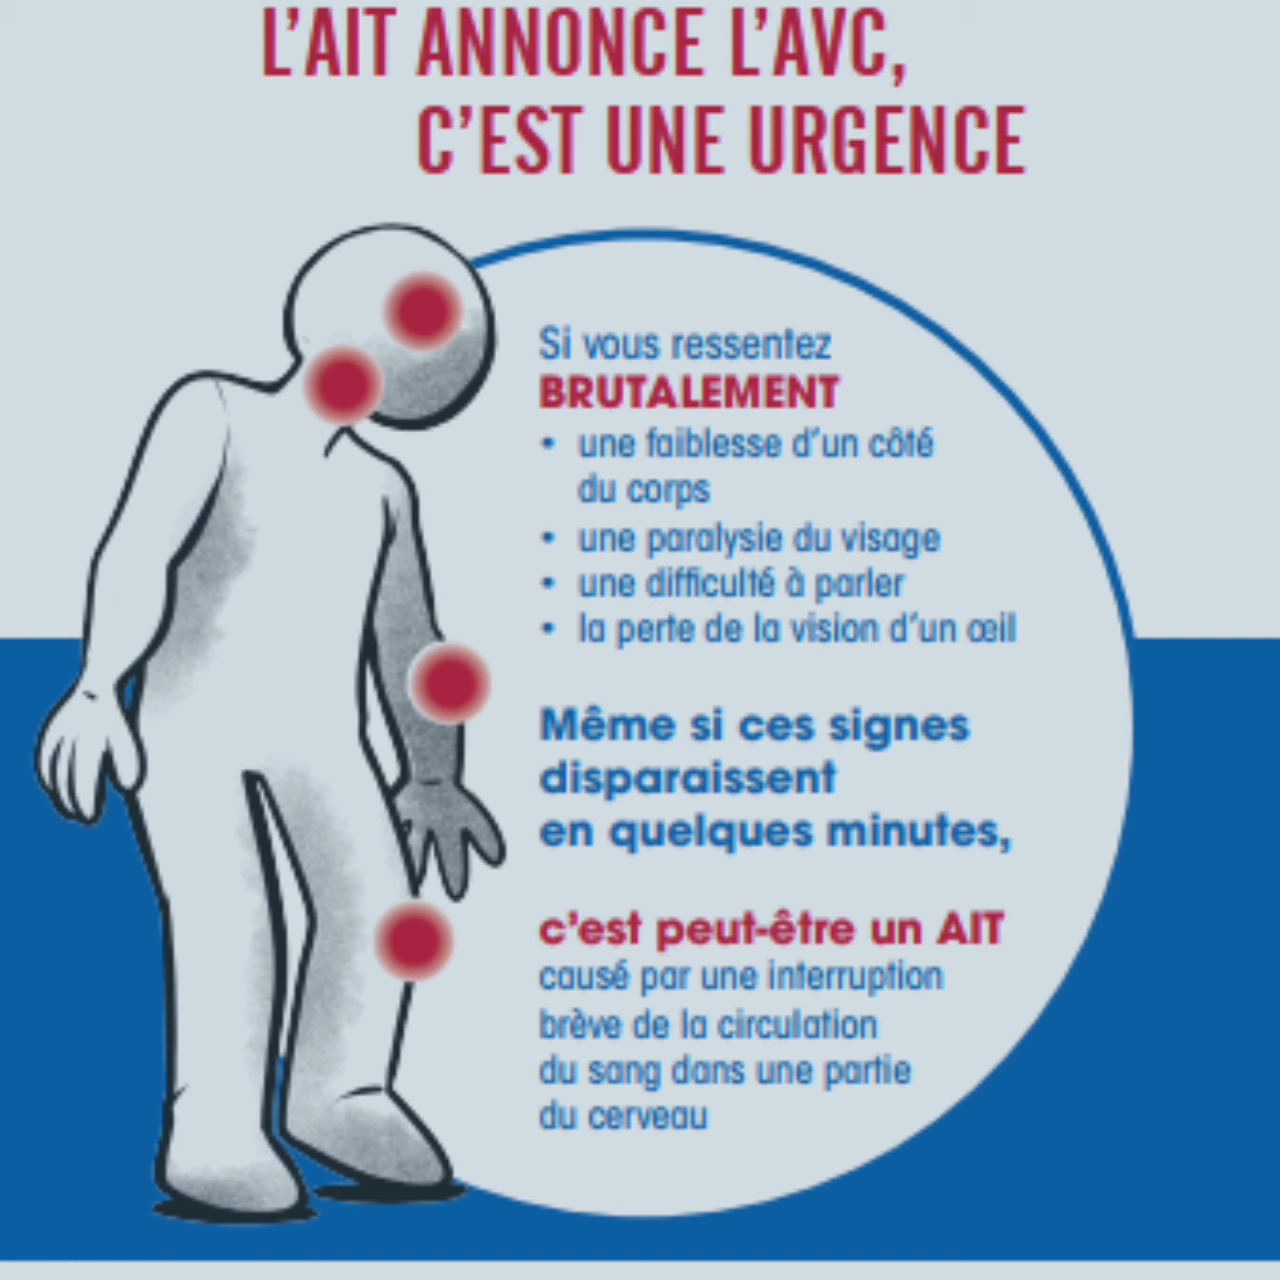 L'AIT ANNONCE L'AVC,
C'EST UNE URGENCE
Si vous ressentez
BRUTALEMENT
• une faiblesse d'un côté
du corps
• une paralysie du visage
• une difficulté à parler
• la perte de la vision d'un œil
Même si ces signes
disparaissent
en quelques minutes,
c'est peut-être un AIT
causé par une interruption
brève de la circulation
du sang dans une partie
du cerveau